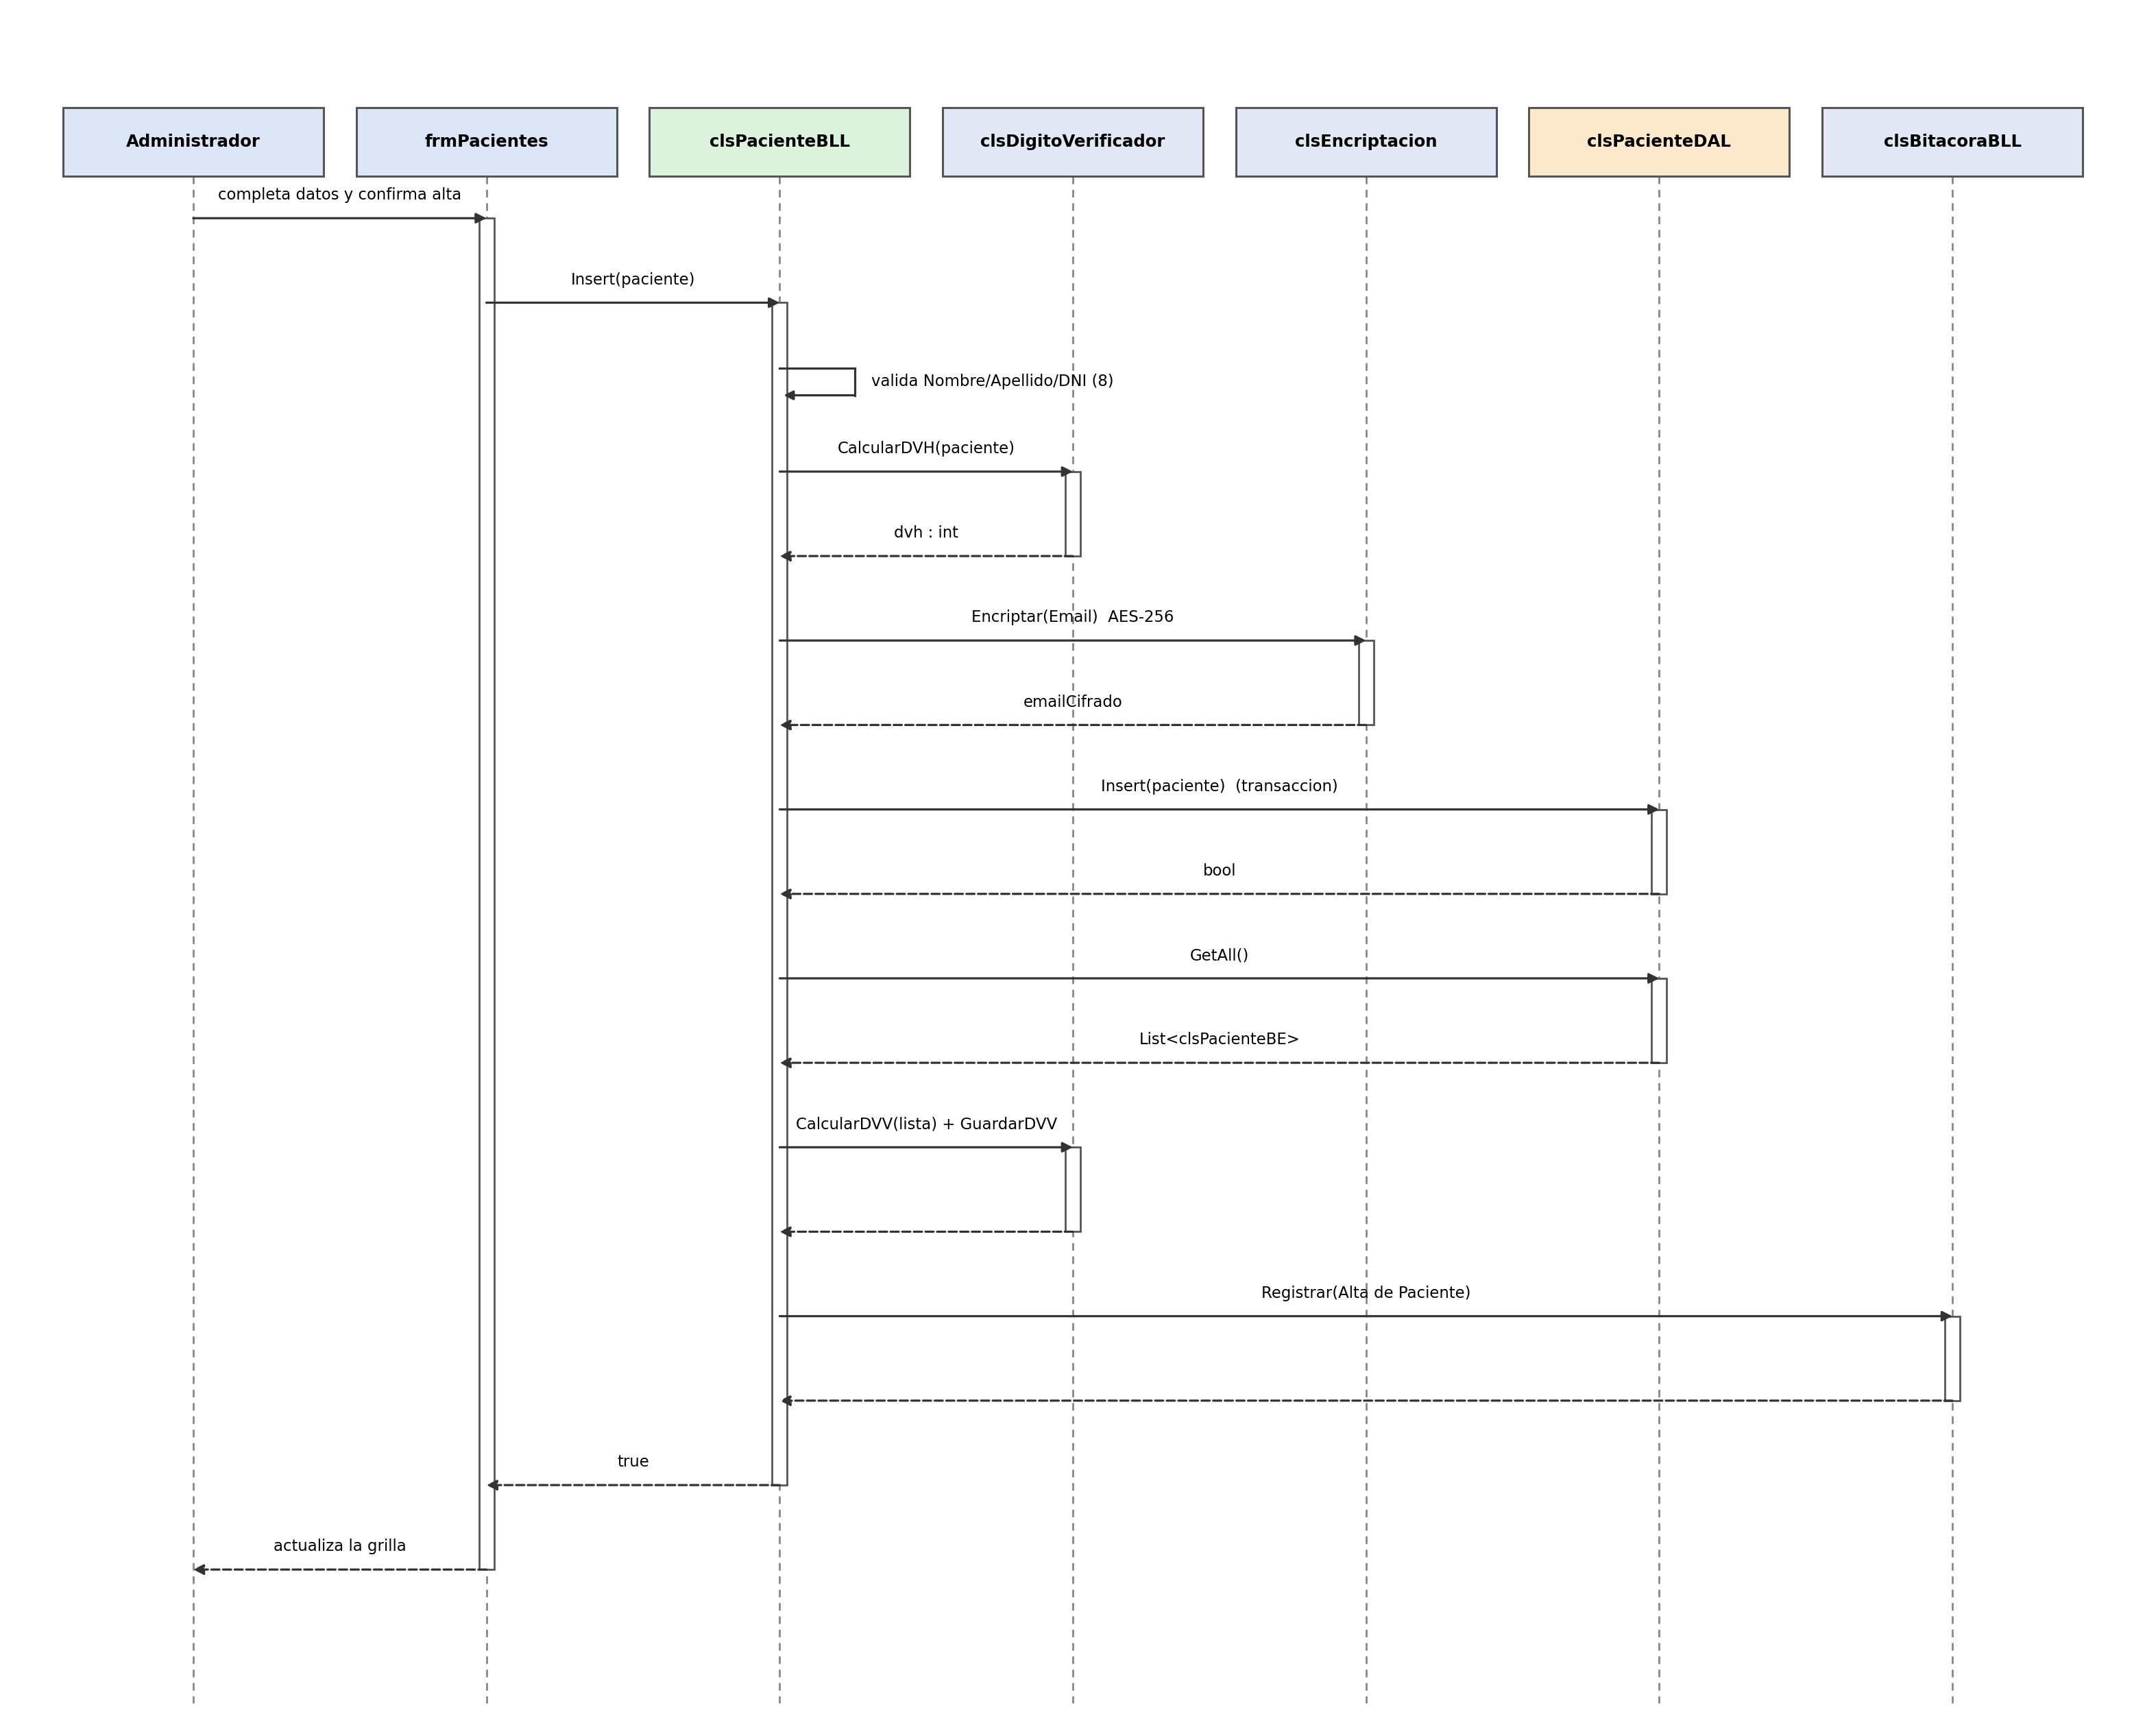 Administrador
frmPacientes
clsPacienteBLL
clsDigitoVerificador
clsEncriptacion
clsPacienteDAL
clsBitacoraBLL
completa datos y confirma alta
Insert(paciente)
valida Nombre/Apellido/DNI (8)
CalcularDVH(paciente)
dvh : int
Encriptar(Email)  AES-256
emailCifrado
Insert(paciente)  (transaccion)
bool
GetAll()
List<clsPacienteBE>
CalcularDVV(lista) + GuardarDVV
Registrar(Alta de Paciente)
true
actualiza la grilla